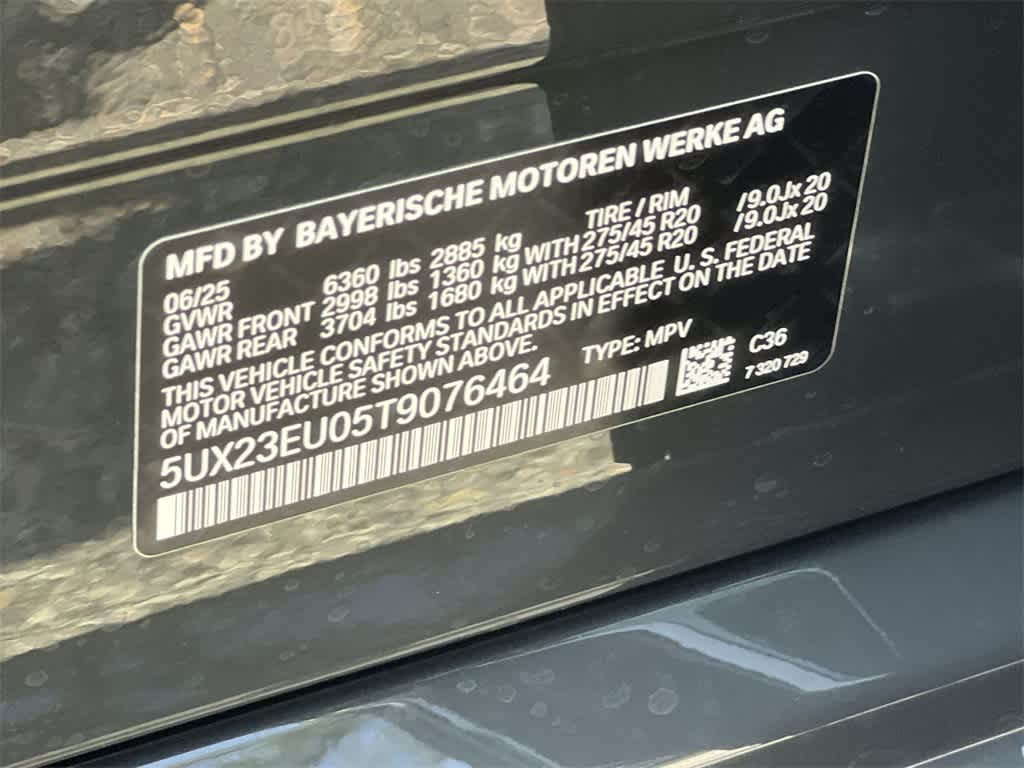 MFD BY BAYERISCHE MOTOREN WERKE AG
06/25 TIRE / RIM
GVWR 6360 lbs 2885 kg
GAWR FRONT 2998 lbs 1360 kg WITH 275/45 R20 /9.0Jx 20
GAWR REAR 3704 lbs 1680 kg WITH 275/45 R20 /9.0Jx 20
THIS VEHICLE CONFORMS TO ALL APPLICABLE U. S. FEDERAL
MOTOR VEHICLE SAFETY STANDARDS IN EFFECT ON THE DATE
OF MANUFACTURE SHOWN ABOVE.
TYPE: MPV C36
5UX23EU05T9076464
7 320 729